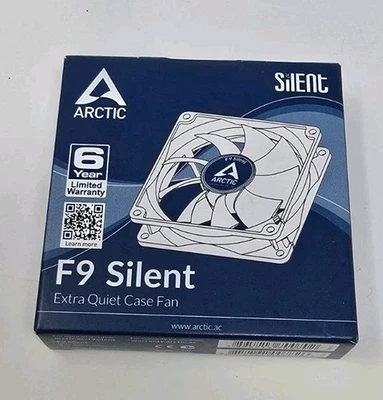 SiLENt
ARCTIC
6
Year
Limited
Warranty
Learn more
F9 Silent
ARCTIC
F9 Silent
Extra Quiet Case Fan
www.arctic.ac
CE